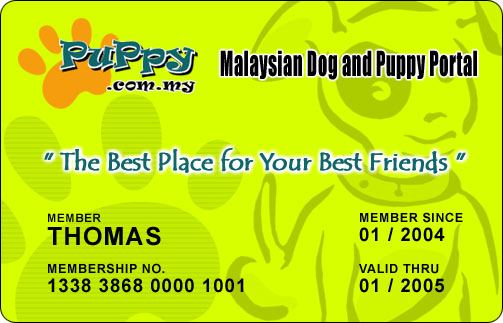 PuPpy
.com.my
Malaysian Dog and Puppy Portal
" The Best Place for Your Best Friends "
MEMBER
THOMAS
MEMBER SINCE
01 / 2004
MEMBERSHIP NO.
1338 3868 0000 1001
VALID THRU
01 / 2005